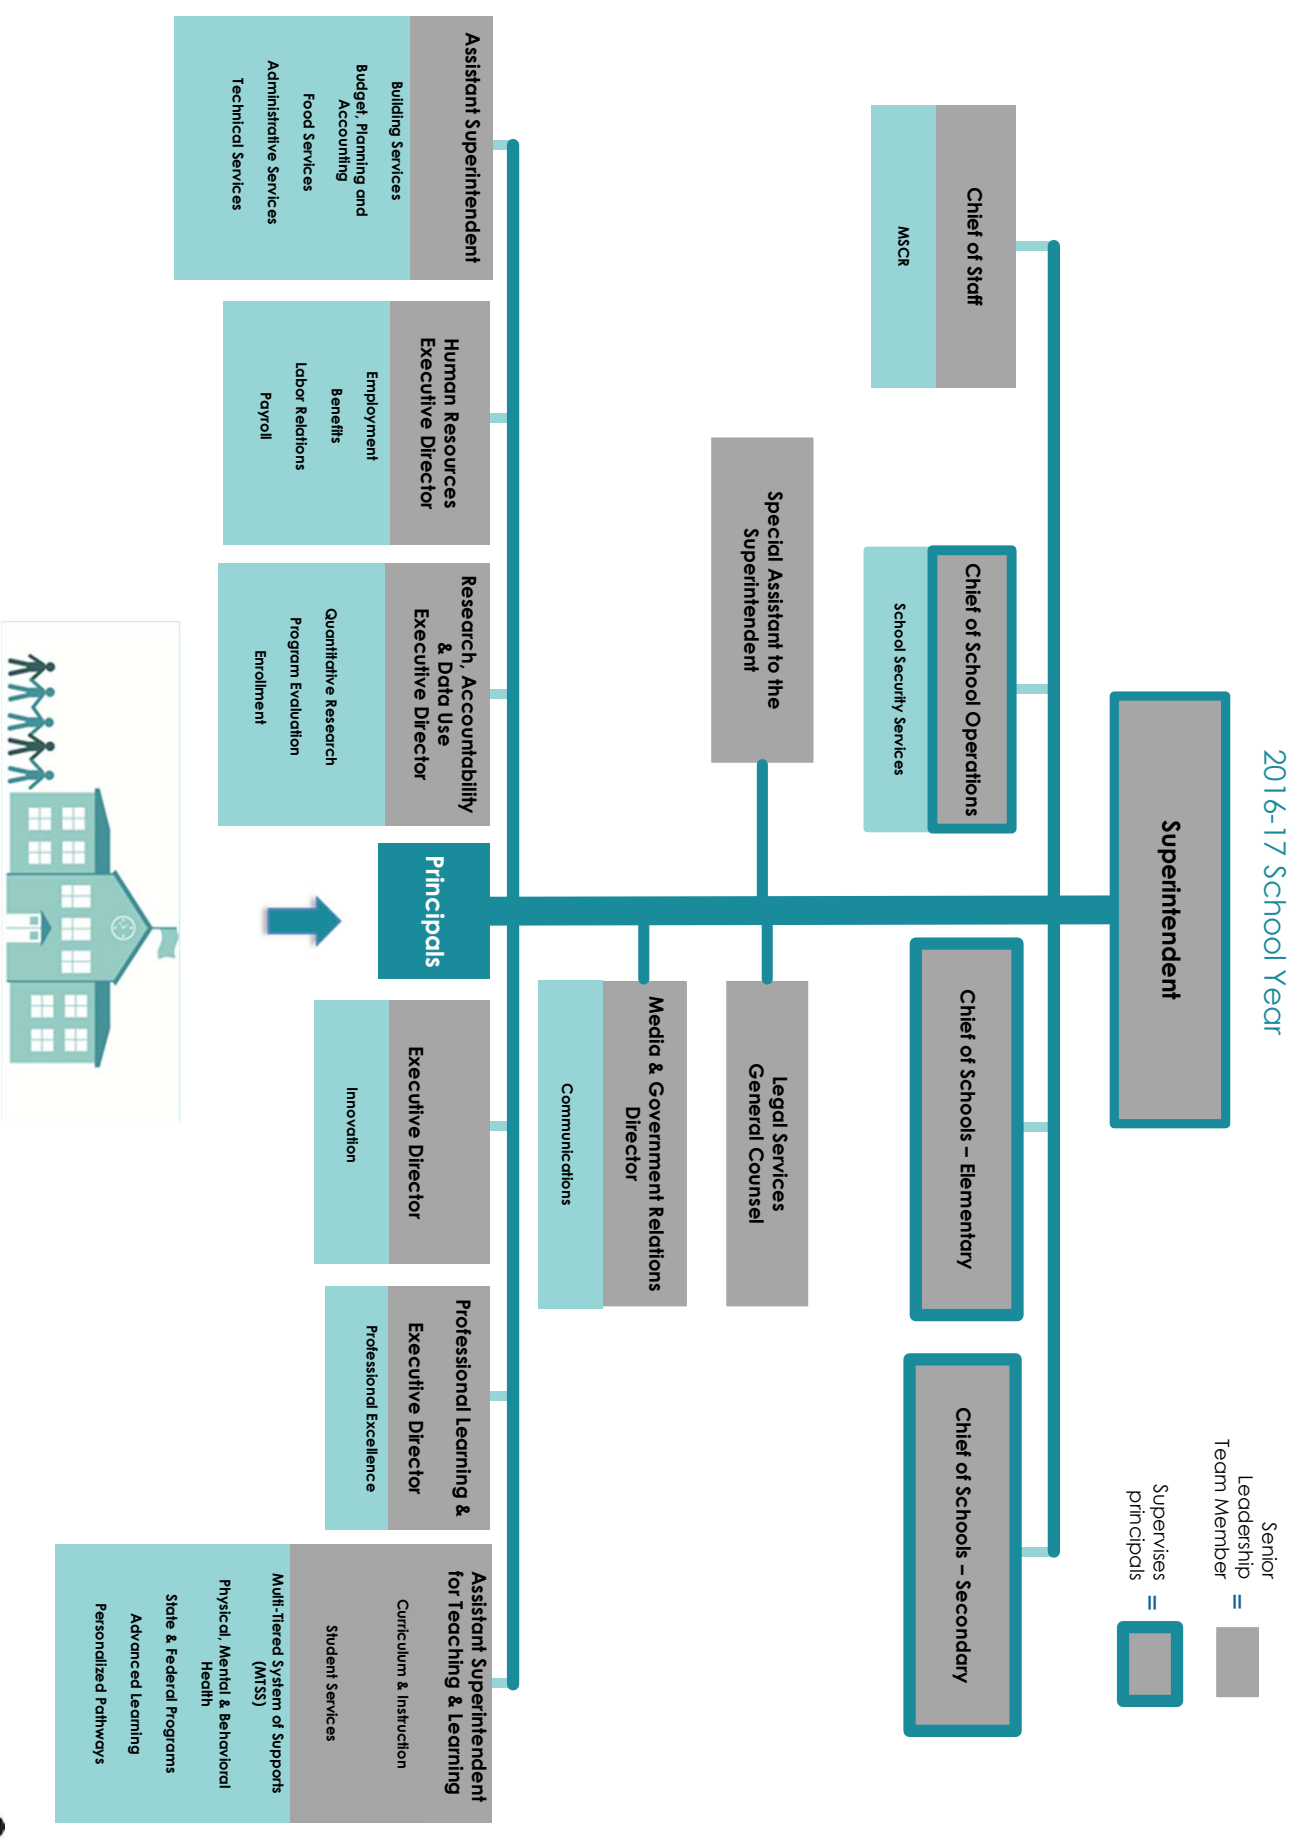 2016-17 School Year
Senior
Leadership
Team Member
=
Supervises
principals
=
Superintendent
Chief of Staff
MSCR
Chief of School Operations
School Security Services
Chief of Schools – Elementary
Chief of Schools – Secondary
Special Assistant to the
Superintendent
Legal Services
General Counsel
Media & Government Relations
Director
Communications
Assistant Superintendent
Building Services
Budget, Planning and
Accounting
Food Services
Administrative Services
Technical Services
Human Resources
Executive Director
Employment
Benefits
Labor Relations
Payroll
Research, Accountability
& Data Use
Executive Director
Quantitative Research
Program Evaluation
Enrollment
Principals
Executive Director
Innovation
Professional Learning &
Executive Director
Professional Excellence
Assistant Superintendent
for Teaching & Learning
Curriculum & Instruction
Student Services
Multi-Tiered System of Supports
(MTSS)
Physical, Mental & Behavioral
Health
State & Federal Programs
Advanced Learning
Personalized Pathways